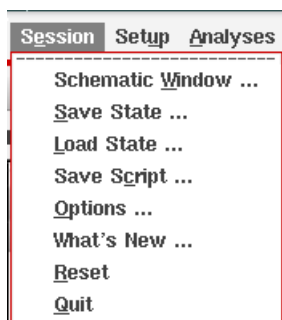 Session Setup Analyses
Schematic Window ...
Save State ...
Load State ...
Save Script ...
Options ...
What's New ...
Reset
Quit